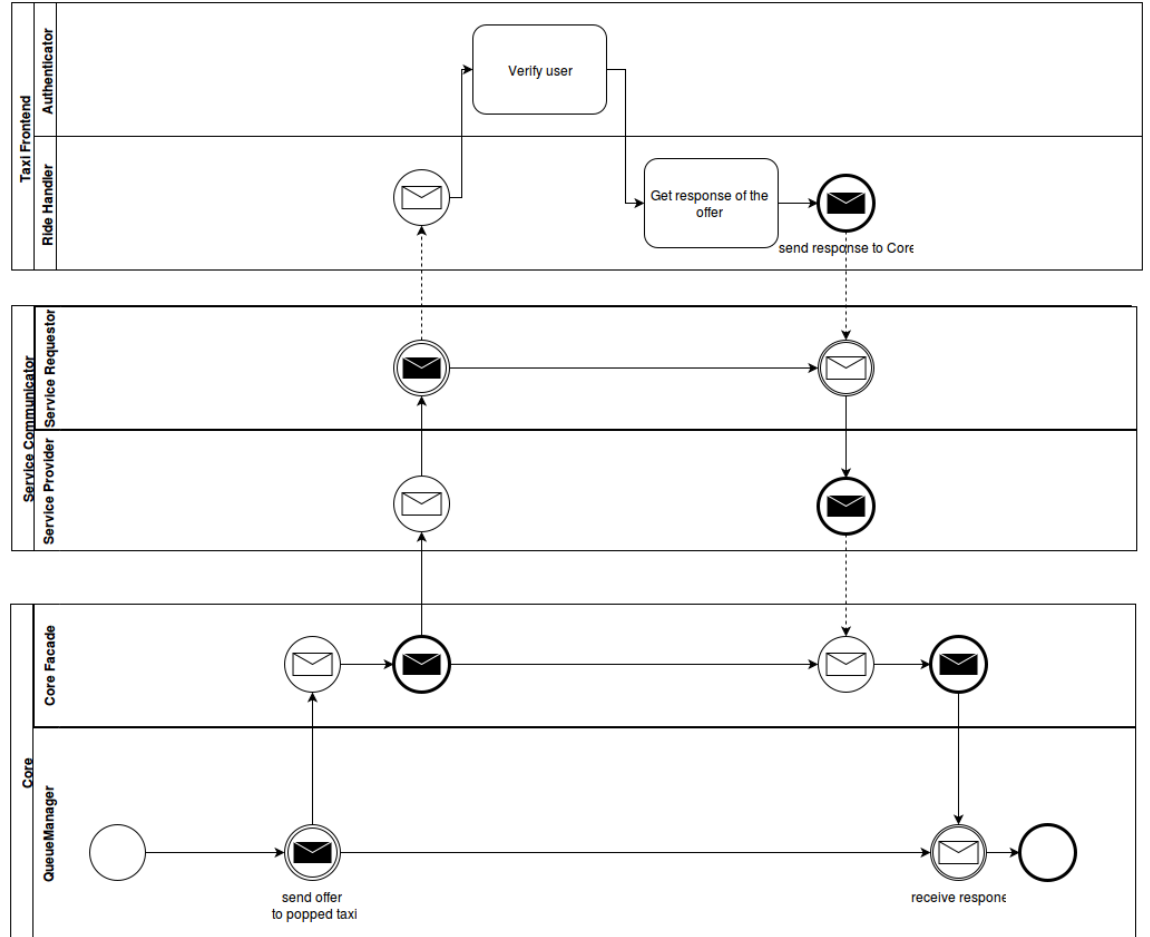 Taxi Frontend
Authenticator
Verify user
Ride Handler
Get response of the
offer
send response to Core
Service Communicator
Service Requestor
Service Provider
Core
Core Facade
QueueManager
send offer
to popped taxi
receive respone